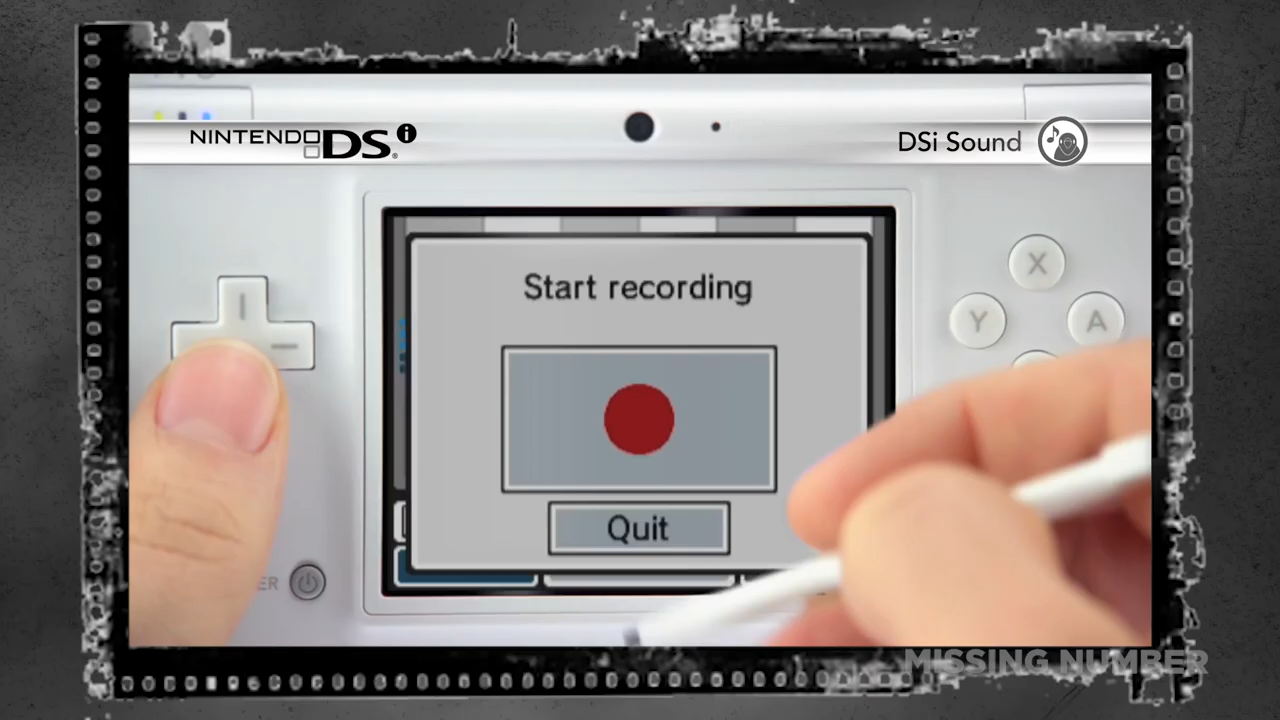 NINTENDO DSi
DSi Sound
Start recording
X
Y
A
Quit
MISSING NUMBER